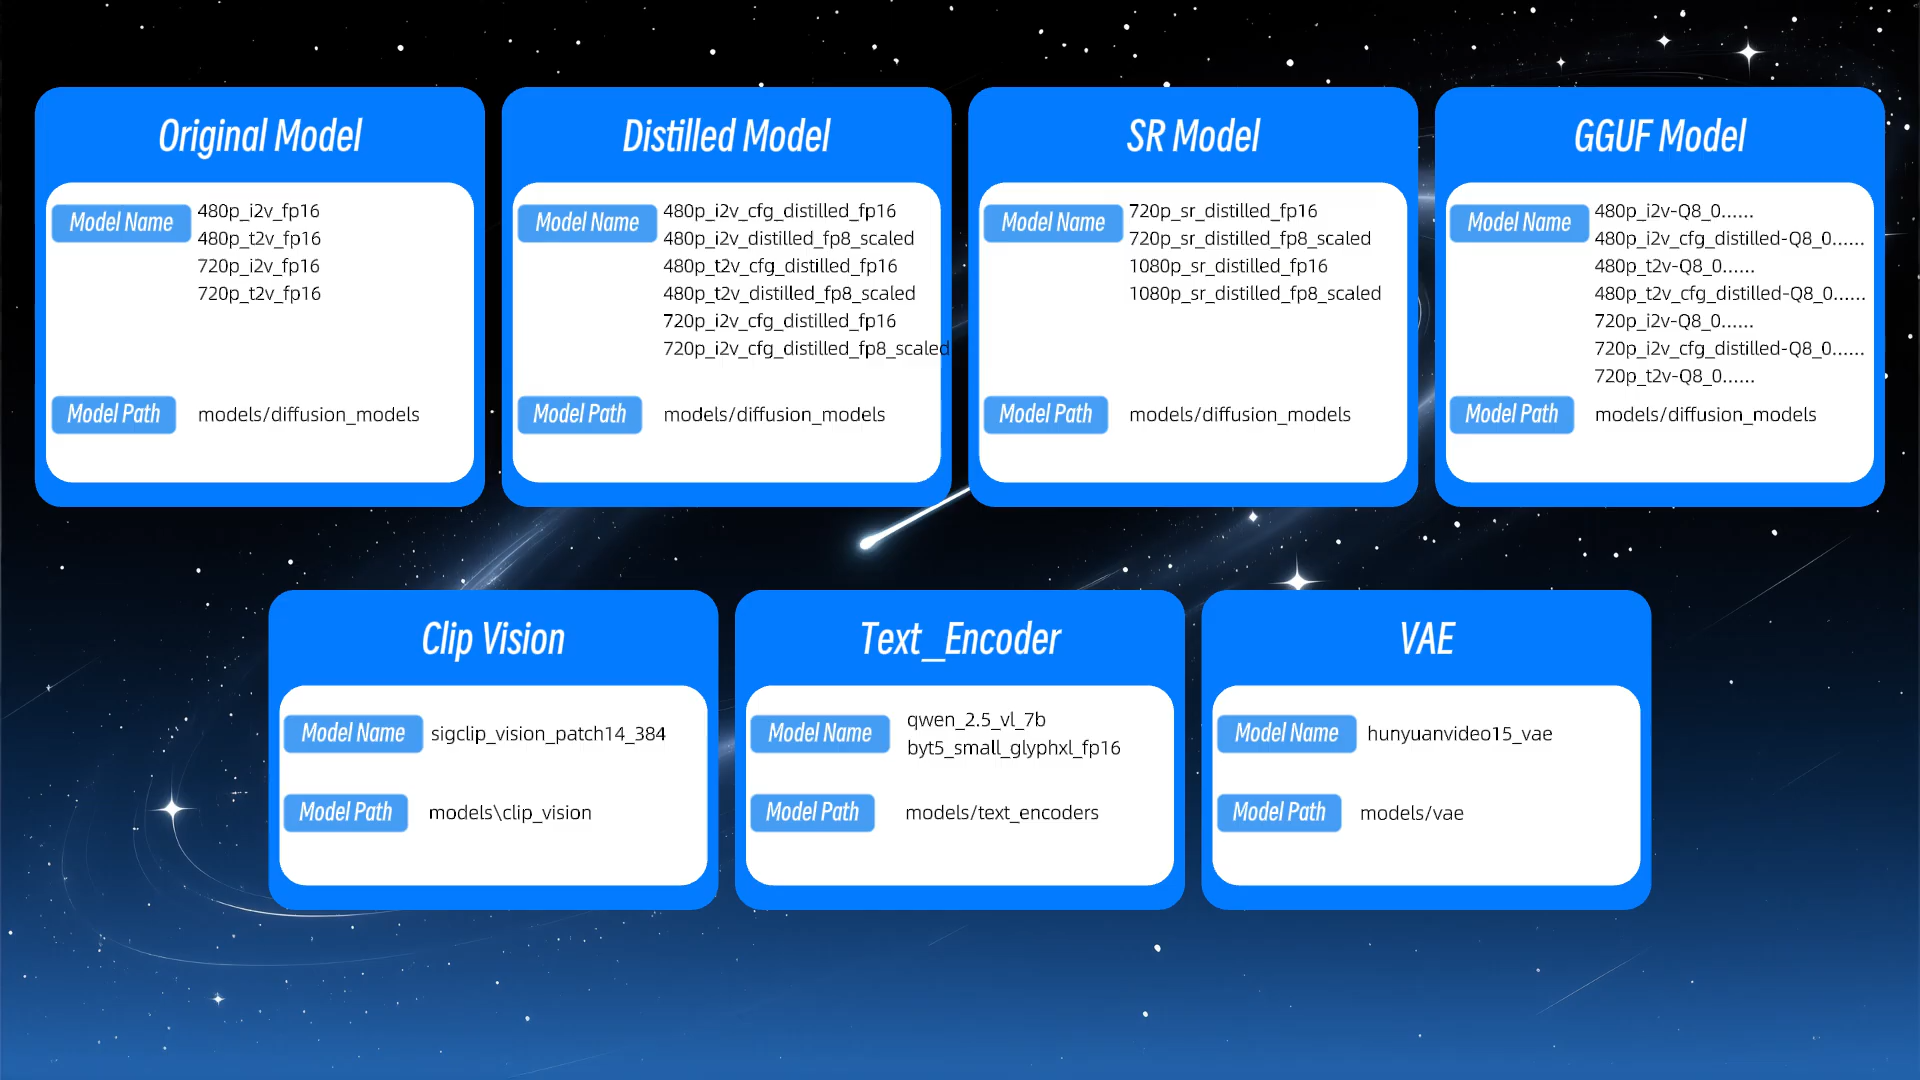 Original Model
Model Name
480p_i2v_fp16
480p_t2v_fp16
720p_i2v_fp16
720p_t2v_fp16
Model Path
models/diffusion_models
Distilled Model
Model Name
480p_i2v_cfg_distilled_fp16
480p_i2v_distilled_fp8_scaled
480p_t2v_cfg_distilled_fp16
480p_t2v_distilled_fp8_scaled
720p_i2v_cfg_distilled_fp16
720p_i2v_cfg_distilled_fp8_scaled
Model Path
models/diffusion_models
SR Model
Model Name
720p_sr_distilled_fp16
720p_sr_distilled_fp8_scaled
1080p_sr_distilled_fp16
1080p_sr_distilled_fp8_scaled
Model Path
models/diffusion_models
GGUF Model
Model Name
480p_i2v-Q8_0......
480p_i2v_cfg_distilled-Q8_0......
480p_t2v-Q8_0......
480p_t2v_cfg_distilled-Q8_0......
720p_i2v-Q8_0......
720p_i2v_cfg_distilled-Q8_0......
720p_t2v-Q8_0......
Model Path
models/diffusion_models
Clip Vision
Model Name
sigclip_vision_patch14_384
Model Path
models\clip_vision
Text_Encoder
Model Name
qwen_2.5_vl_7b
byt5_small_glyphxl_fp16
Model Path
models/text_encoders
VAE
Model Name
hunyuanvideo15_vae
Model Path
models/vae